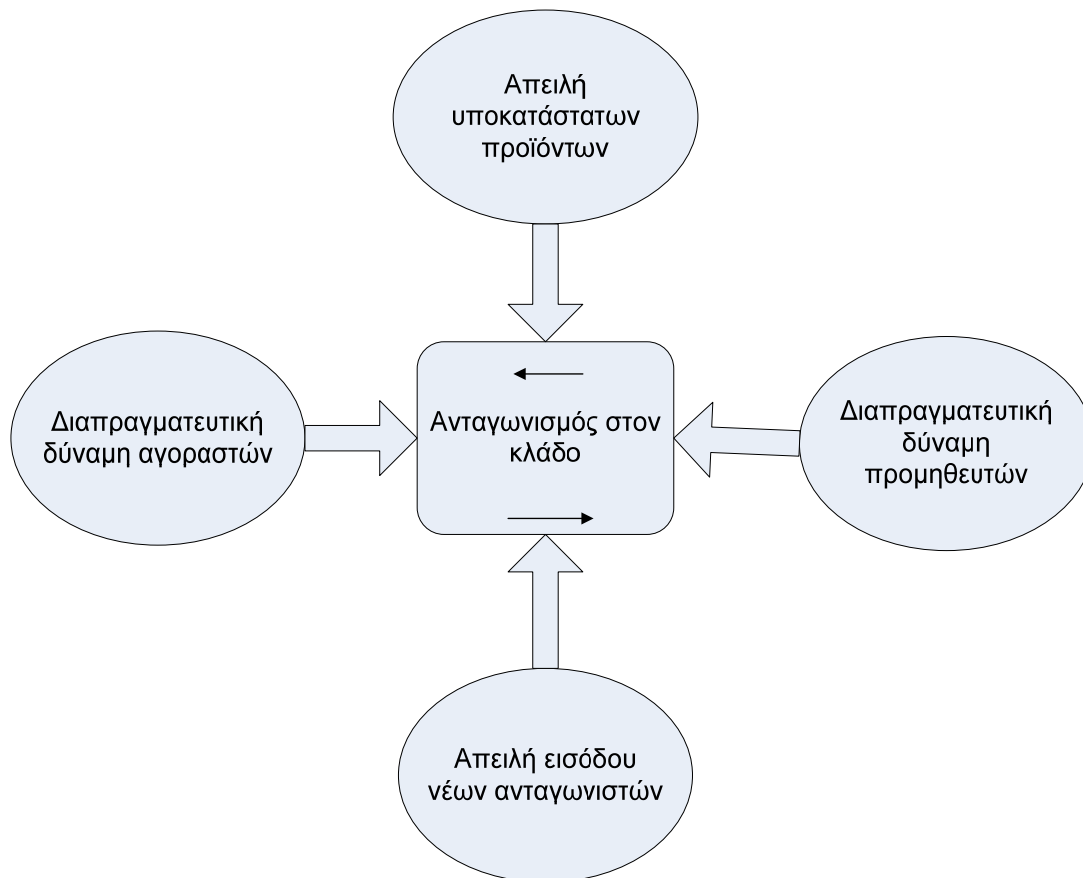 Απειλή
υποκατάστατων
προϊόντων
Διαπραγματευτική
δύναμη αγοραστών
Ανταγωνισμός στον
κλάδο
Διαπραγματευτική
δύναμη
προμηθευτών
Απειλή εισόδου
νέων ανταγωνιστών